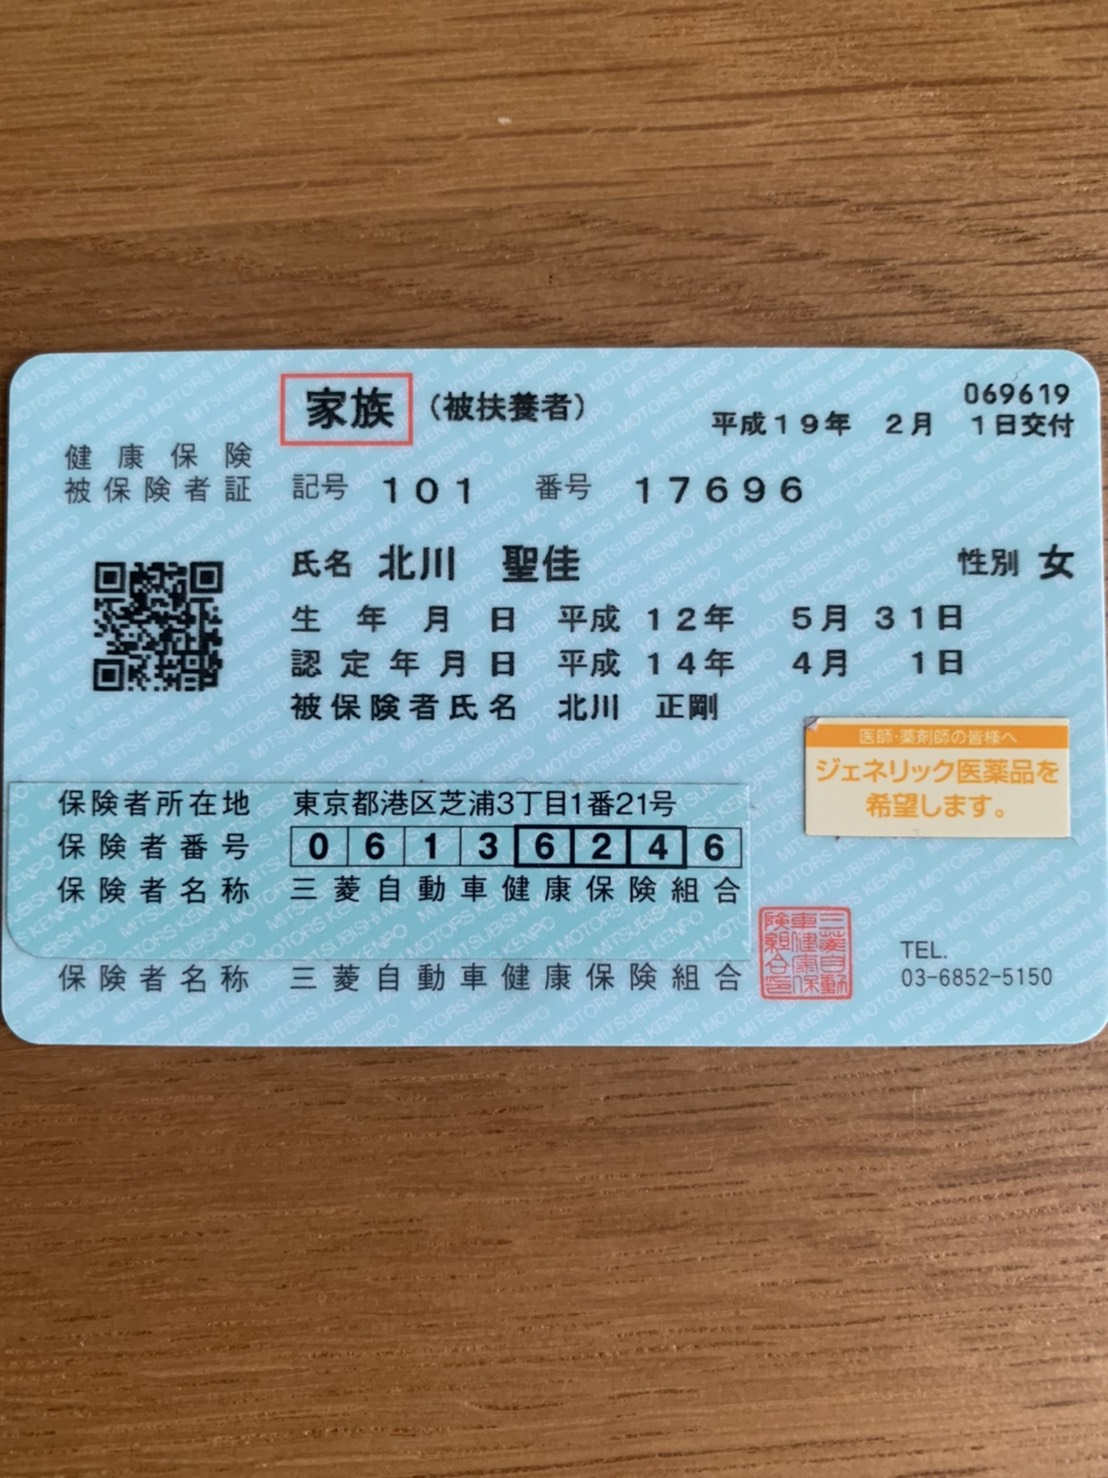 家族 （被扶養者）
069619
平成１９年　２月　１日交付
健康保険
被保険者証
記号 １０１ 番号 １７６９６
氏名 北川　聖佳 性別 女
生年月日 平成１２年　５月３１日
認定年月日 平成１４年　４月　１日
被保険者氏名 北川　正剛
医師・薬剤師の皆様へ
ジェネリック医薬品を
希望します。
保険者所在地 東京都港区芝浦3丁目1番21号
保険者番号 06136246
保険者名称 三菱自動車健康保険組合
保険者名称 三菱自動車健康保険組合
TEL.
03-6852-5150
MITSUBISHI MOTORS KENPO